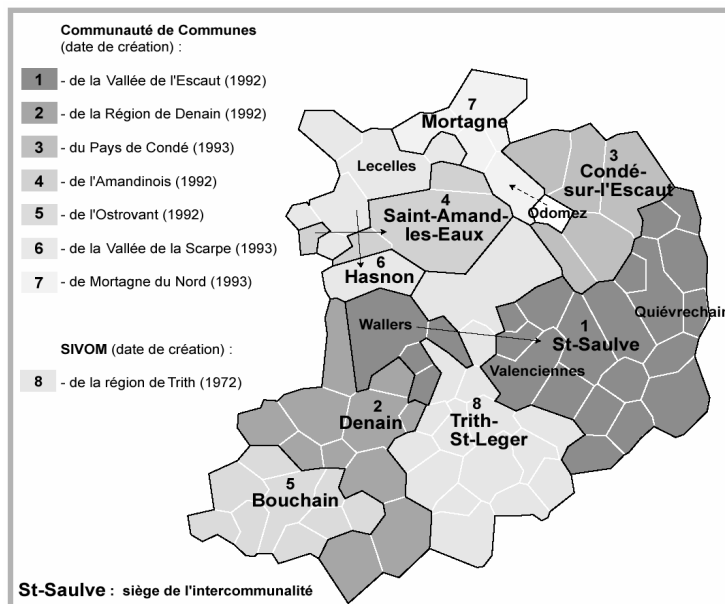 Communauté de Communes
(date de création) :
1 - de la Vallée de l'Escaut (1992)
2 - de la Région de Denain (1992)
3 - du Pays de Condé (1993)
4 - de l'Amandinois (1992)
5 - de l'Ostrovant (1992)
6 - de la Vallée de la Scarpe (1993)
7 - de Mortagne du Nord (1993)
SIVOM (date de création) :
8 - de la région de Trith (1972)
7
Mortagne
Lecelles
3
Condé-
sur-l'Escaut
4
Saint-Amand-
les-Eaux
Odomez
6
Hasnon
Quiévrechain
Wallers
1
St-Saulve
Valenciennes
2
Denain
8
Trith-
St-Leger
5
Bouchain
St-Saulve : siège de l'intercommunalité